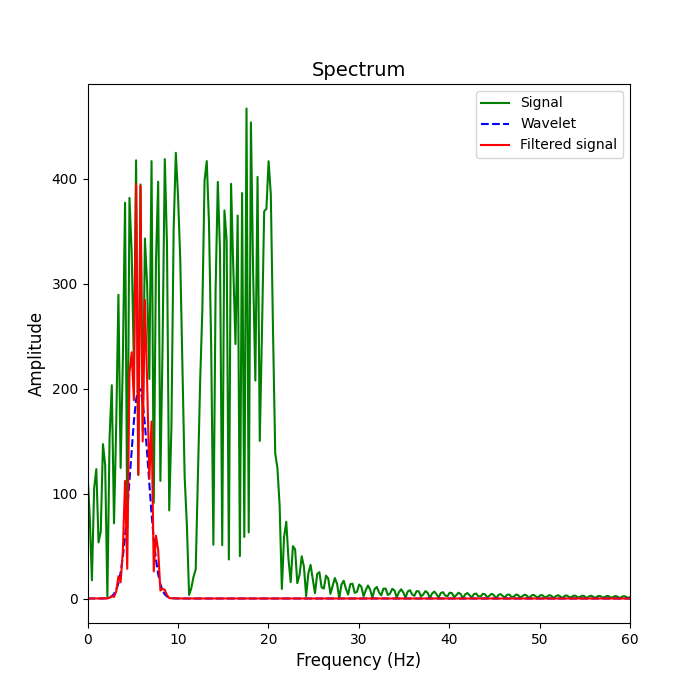 Spectrum
Signal
Wavelet
Filtered signal
400
300
200
100
0
Amplitude
0 10 20 30 40 50 60
Frequency (Hz)